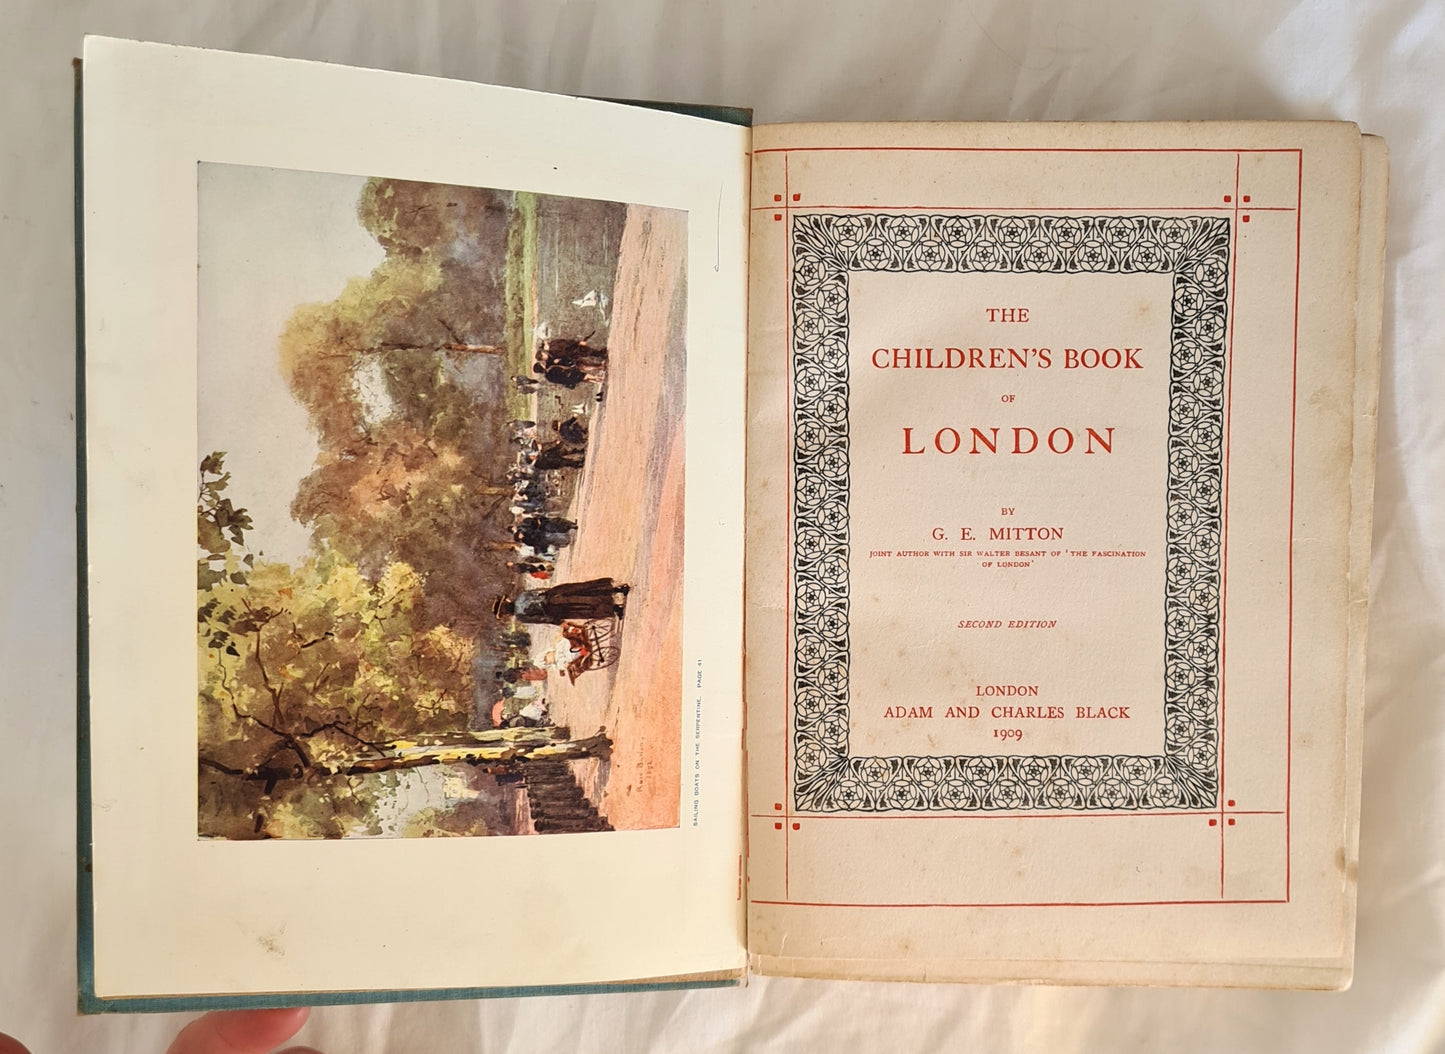 SAILING BOATS ON THE SERPENTINE. PAGE 41
THE
CHILDREN'S BOOK
OF
LONDON
BY
G. E. MITTON
JOINT AUTHOR WITH SIR WALTER BESANT OF 'THE FASCINATION
OF LONDON'
SECOND EDITION
LONDON
ADAM AND CHARLES BLACK
1909